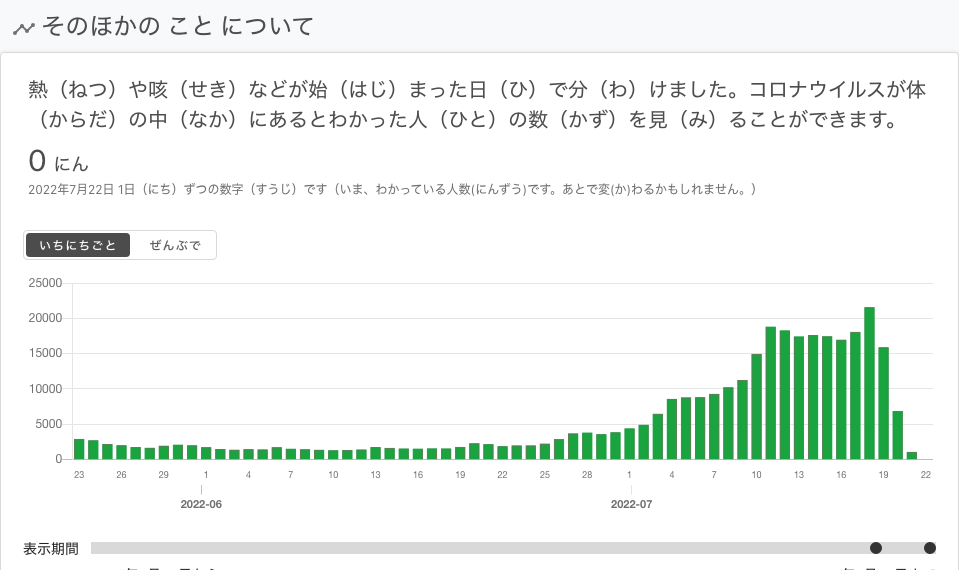 そのほかの こと について
熱（ねつ）や咳（せき）などが始（はじ）まった日（ひ）で分（わ）けました。コロナウイルスが体
（からだ）の中（なか）にあるとわかった人（ひと）の数（かず）を見（み）ることができます。
0 にん
2022年7月22日 1日（にち）ずつの数字（すうじ）です（いま、わかっている人数(にんずう)です。あとで変(か)わるかもしれません。）
いちにちごと ぜんぶで
25000
20000
15000
10000
5000
0
23 26 29 1 4 7 10 13 16 19 22 25 28 1 4 7 10 13 16 19 22
2022-06 2022-07
表示期間